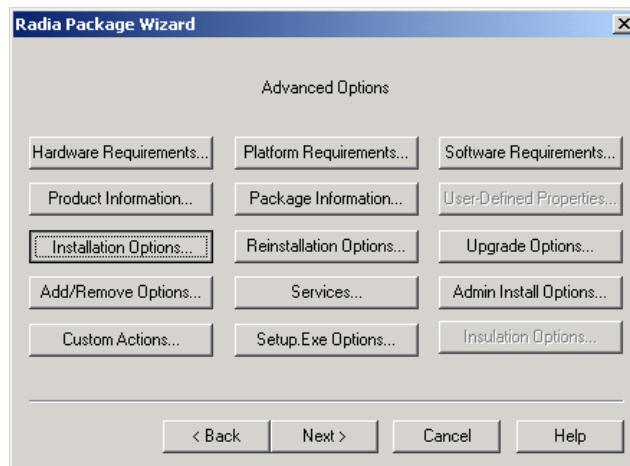 Radia Package Wizard
Advanced Options
Hardware Requirements... Platform Requirements... Software Requirements...
Product Information... Package Information... User-Defined Properties...
Installation Options... Reinstallation Options... Upgrade Options...
Add/Remove Options... Services... Admin Install Options...
Custom Actions... Setup.Exe Options... Insulation Options...
< Back Next > Cancel Help